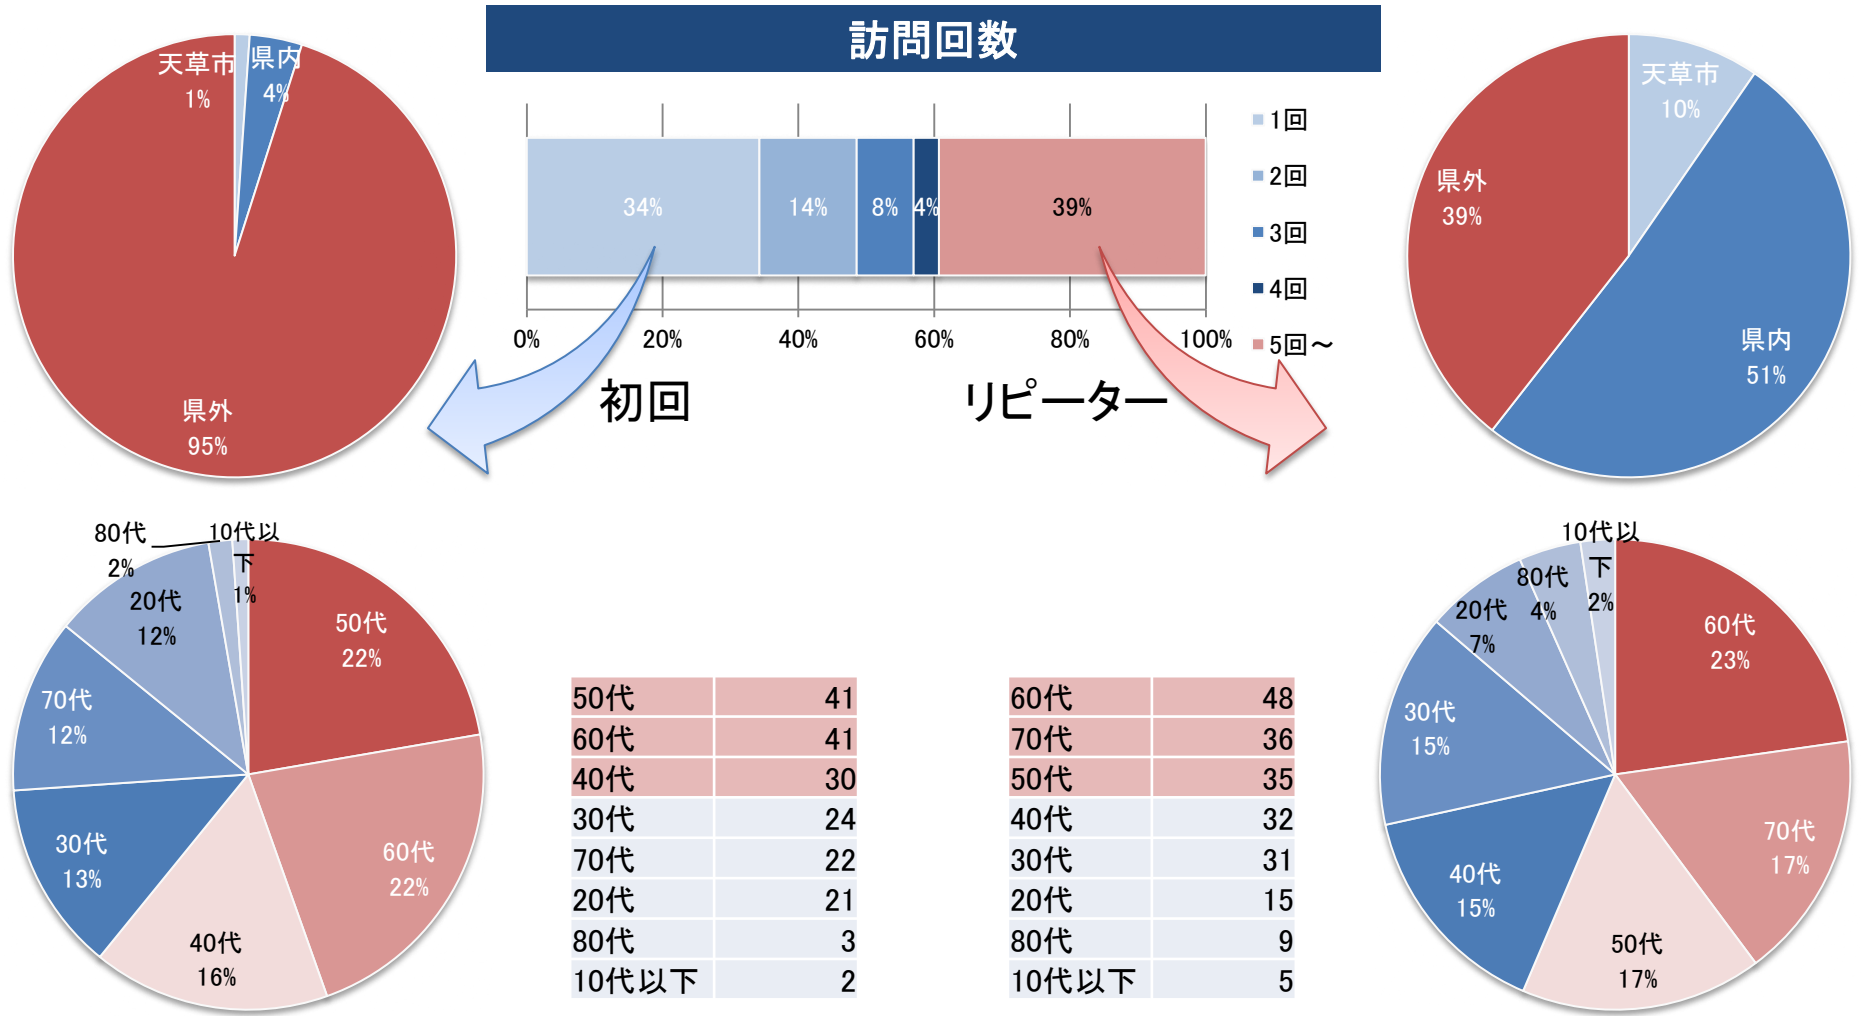 訪問回数
天草市
1%
県内
4%
県外
95%
34%
14%
8%
4%
39%
0%
20%
40%
60%
80%
100%
1回
2回
3回
4回
5回～
初回
リピーター
天草市
10%
県内
51%
県外
39%
50代
22%
60代
22%
40代
16%
30代
13%
70代
12%
20代
12%
80代
2%
10代以
下
1%
50代 41
60代 41
40代 30
30代 24
70代 22
20代 21
80代 3
10代以下 2
60代 48
70代 36
50代 35
40代 32
30代 31
20代 15
80代 9
10代以下 5
60代
23%
70代
17%
50代
17%
40代
15%
30代
15%
20代
7%
80代
4%
10代以
下
2%